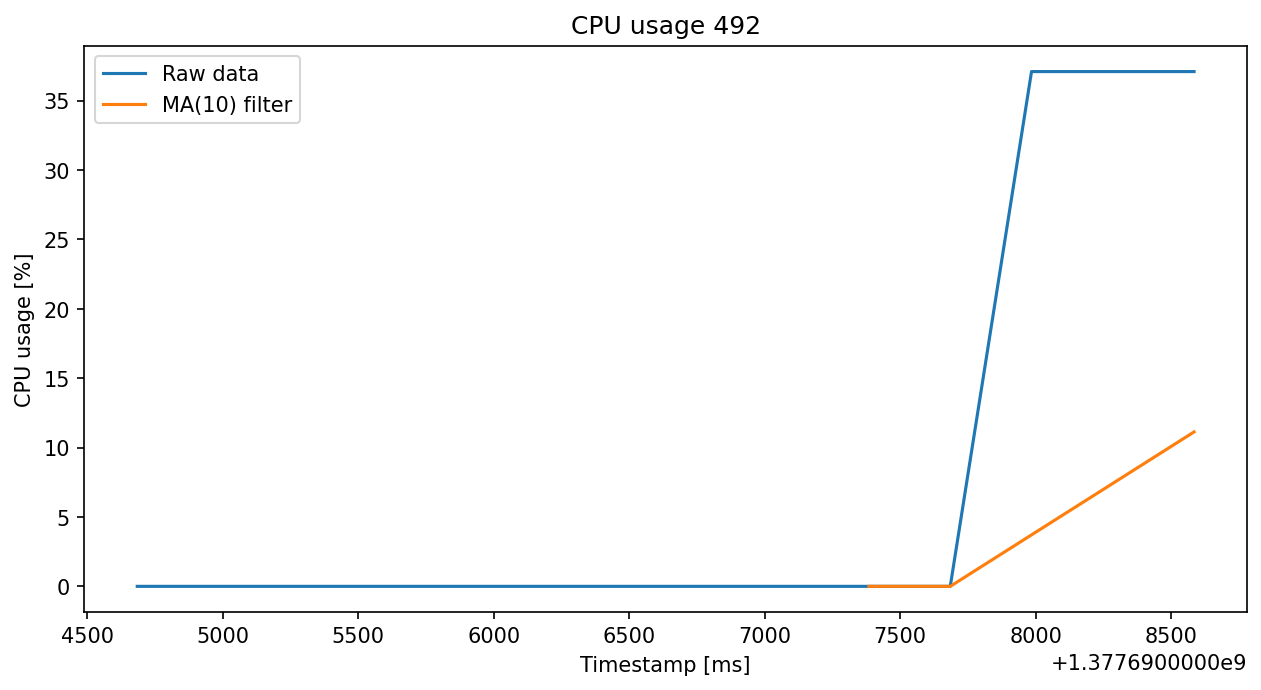 CPU usage 492
Raw data
MA(10) filter
CPU usage [%]
35
30
25
20
15
10
5
0
4500 5000 5500 6000 6500 7000 7500 8000 8500
Timestamp [ms]
+1.3776900000e9